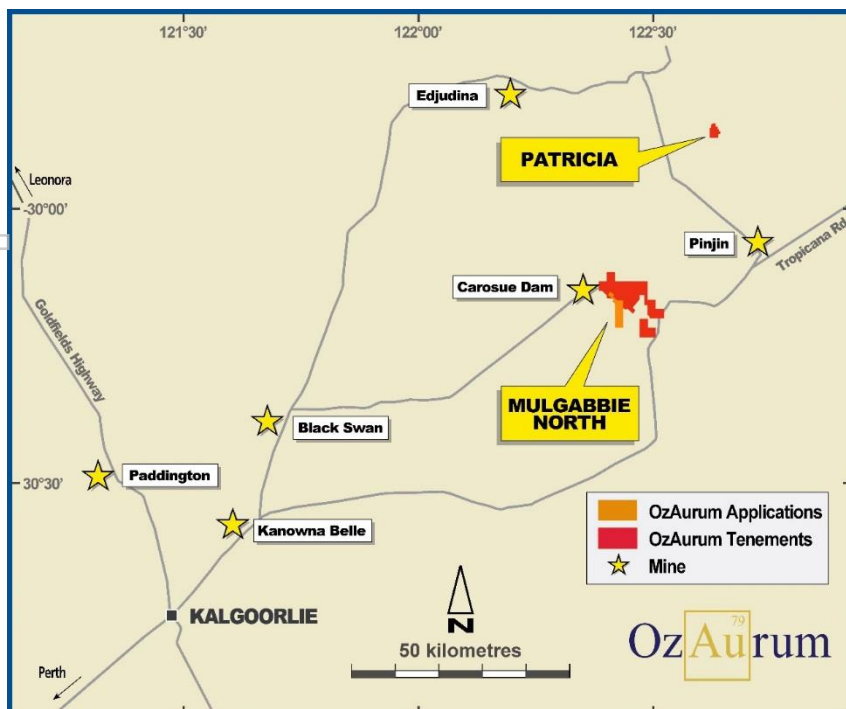 121°30'
122°00'
122°30'
Edjudina
PATRICIA
Leonora
-30°00'
Pinjin
Tropicana Rd
Carosue Dam
Goldfields Highway
MULGABBIE
NORTH
Black Swan
Paddington
30°30'
Kanowna Belle
OzAurum Applications
OzAurum Tenements
Mine
KALGOORLIE
N
50 kilometres
79
OzAurum
Perth